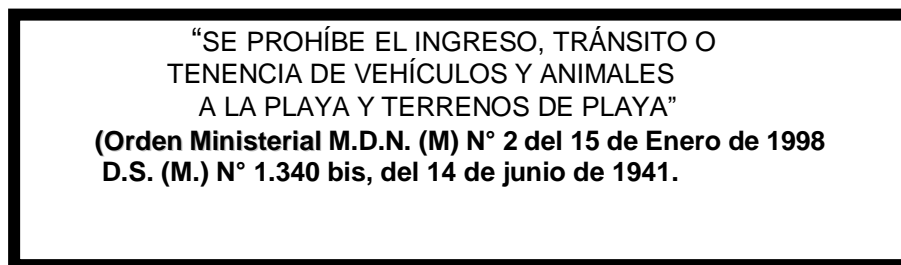 “SE PROHÍBE EL INGRESO, TRÁNSITO O
TENENCIA DE VEHÍCULOS Y ANIMALES
A LA PLAYA Y TERRENOS DE PLAYA”
(Orden Ministerial M.D.N. (M) N° 2 del 15 de Enero de 1998
D.S. (M.) N° 1.340 bis, del 14 de junio de 1941.